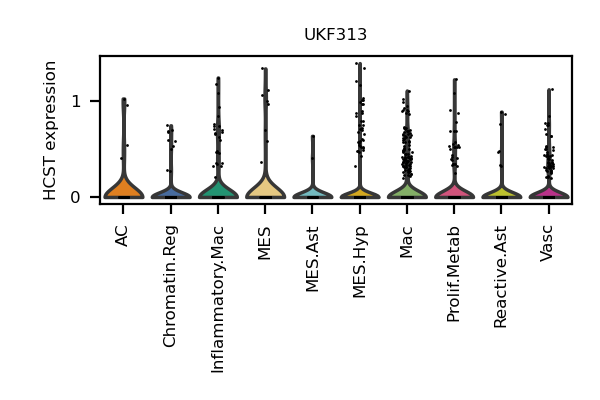 UKF313
HCST expression
1
0
AC
Chromatin.Reg
Inflammatory.Mac
MES
MES.Ast
MES.Hyp
Mac
Prolif.Metab
Reactive.Ast
Vasc